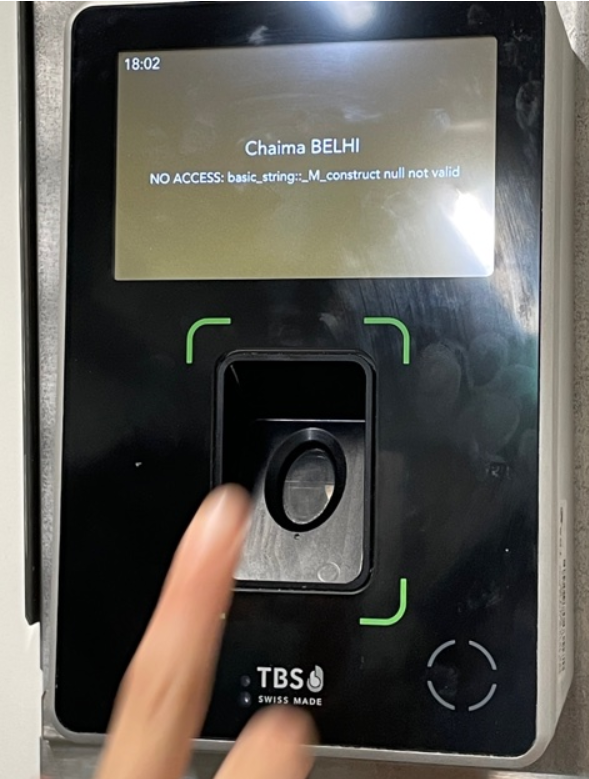 18:02
Chaima BELHI
NO ACCESS: basic_string::_M_construct null not valid
TBS
SWISS MADE